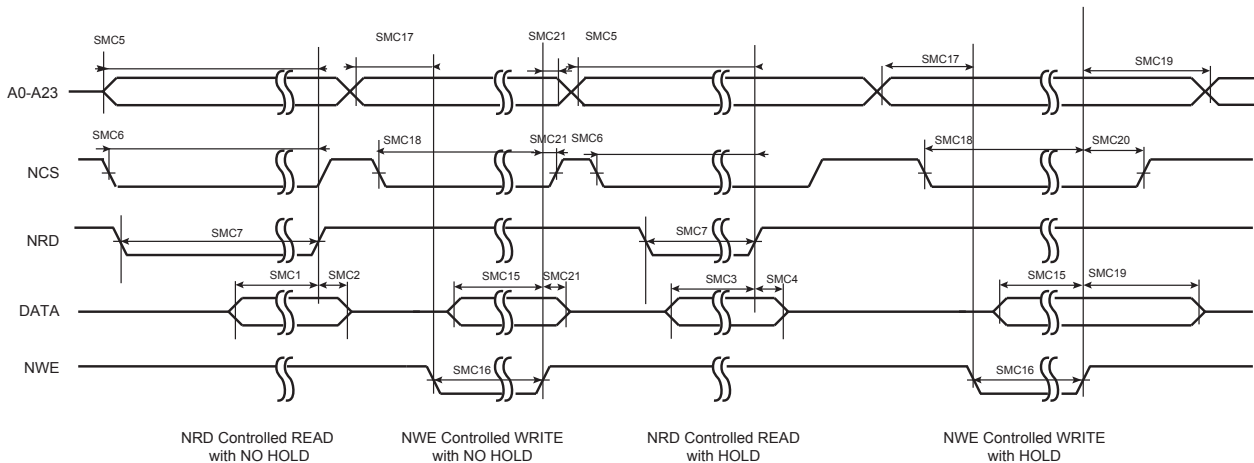 SMC5 SMC17 SMC21 SMC5 SMC17 SMC19
A0-A23
SMC6 SMC18 SMC21 SMC6 SMC18 SMC20
NCS
SMC7 SMC7
NRD
SMC1 SMC2 SMC15 SMC21 SMC3 SMC4 SMC15 SMC19
DATA
NWE SMC16 SMC16
NRD Controlled READ
with NO HOLD
NWE Controlled WRITE
with NO HOLD
NRD Controlled READ
with HOLD
NWE Controlled WRITE
with HOLD